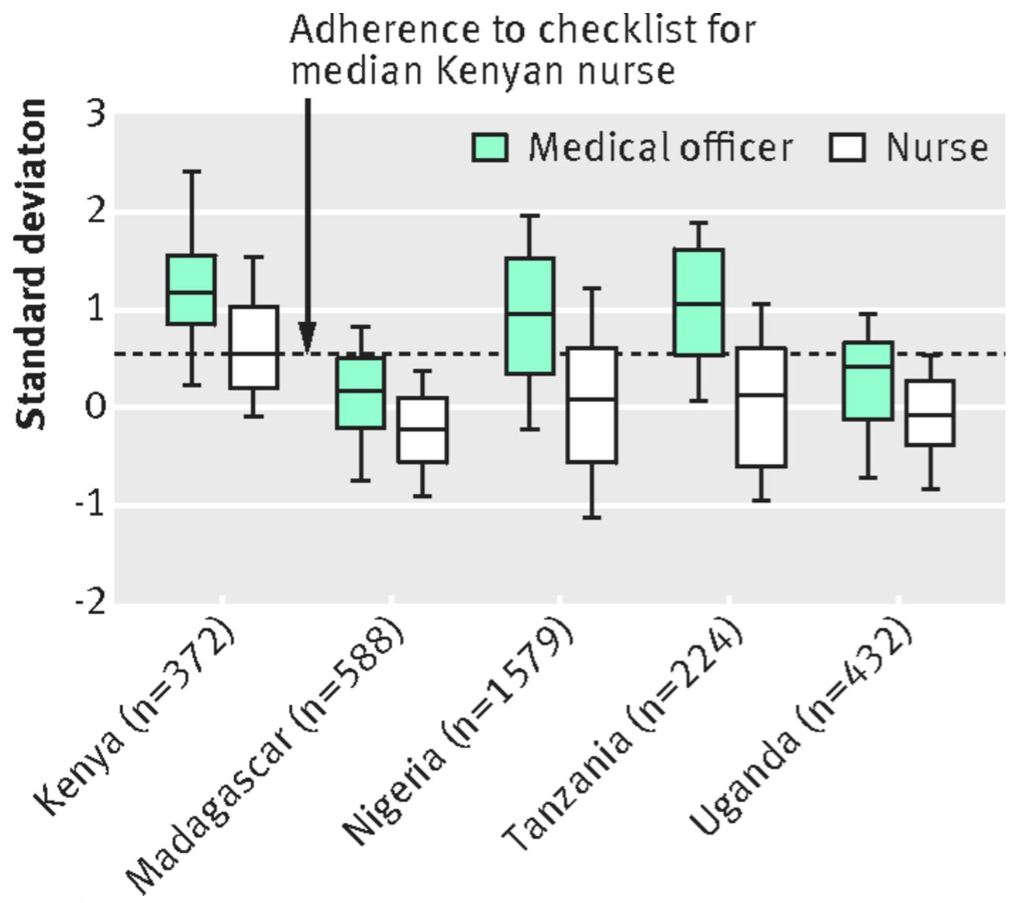 Adherence to checklist for
median Kenyan nurse
Standard deviaton
3
2
1
0
-1
-2
Medical officer
Nurse
Kenya (n=372)
Madagascar (n=588)
Nigeria (n=1579)
Tanzania (n=224)
Uganda (n=432)